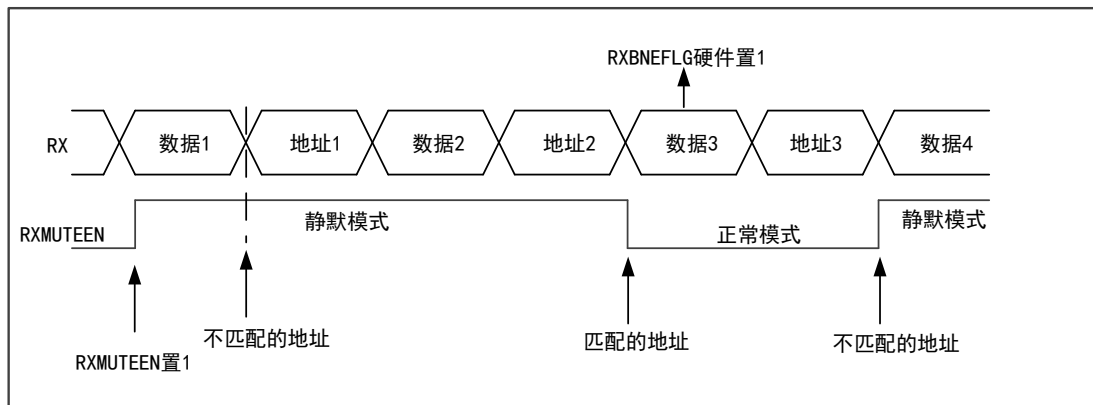 RXBNEFLG硬件置1
RX
数据1
地址1
数据2
地址2
数据3
地址3
数据4
RXMUTEEN
静默模式
正常模式
静默模式
RXMUTEEN置1
不匹配的地址
匹配的地址
不匹配的地址